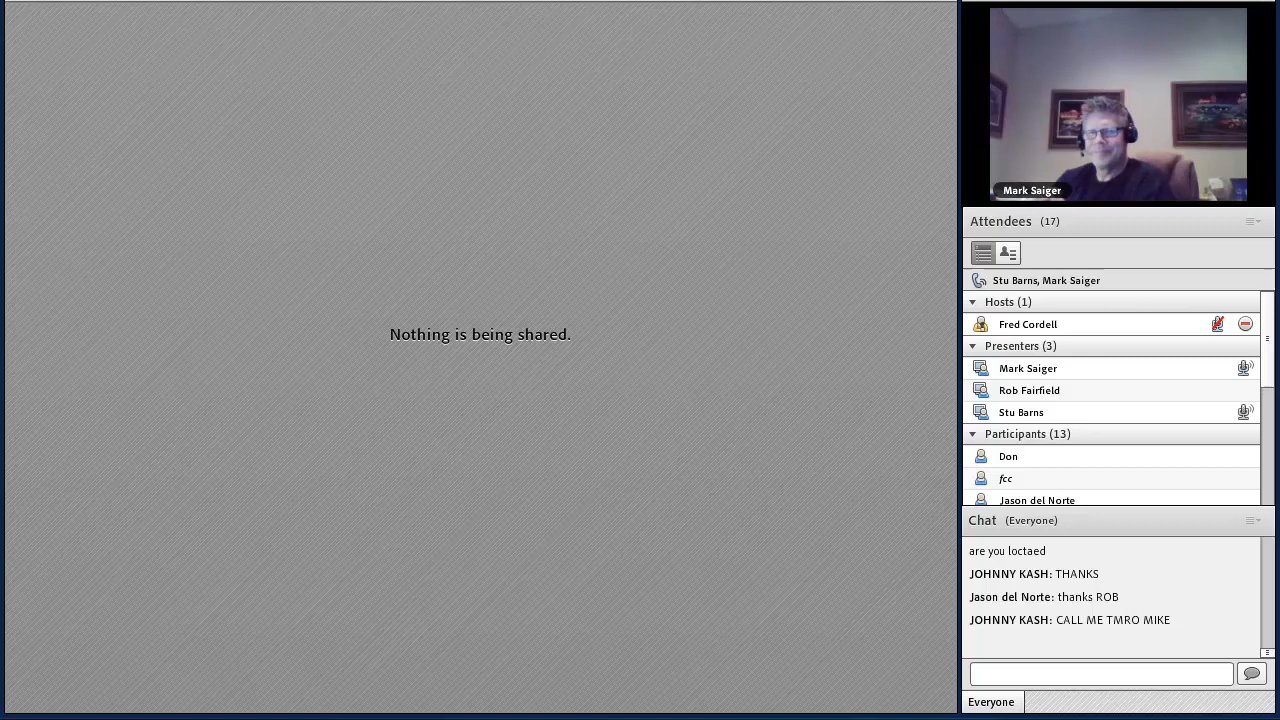 Nothing is being shared.
Mark Saiger
Attendees (17)
Stu Barns, Mark Saiger
Hosts (1)
Fred Cordell
Presenters (3)
Mark Saiger
Rob Fairfield
Stu Barns
Participants (13)
Don
fcc
Jason del Norte
Chat (Everyone)
are you loctaed
JOHNNY KASH: THANKS
Jason del Norte: thanks ROB
JOHNNY KASH: CALL ME TMRO MIKE
Everyone